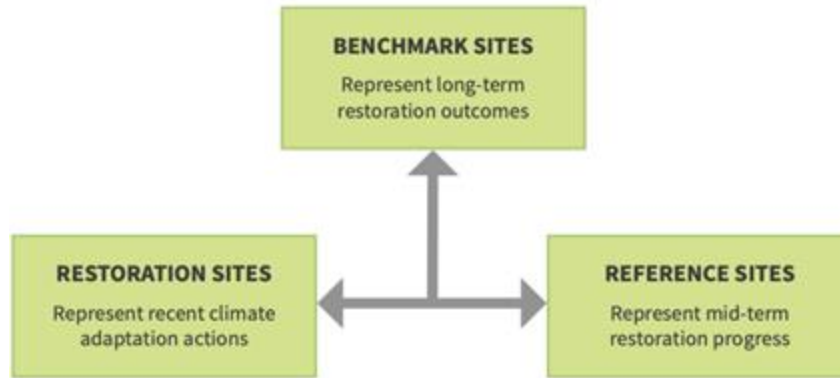 BENCHMARK SITES
Represent long-term
restoration outcomes
RESTORATION SITES
Represent recent climate
adaptation actions
REFERENCE SITES
Represent mid-term
restoration progress